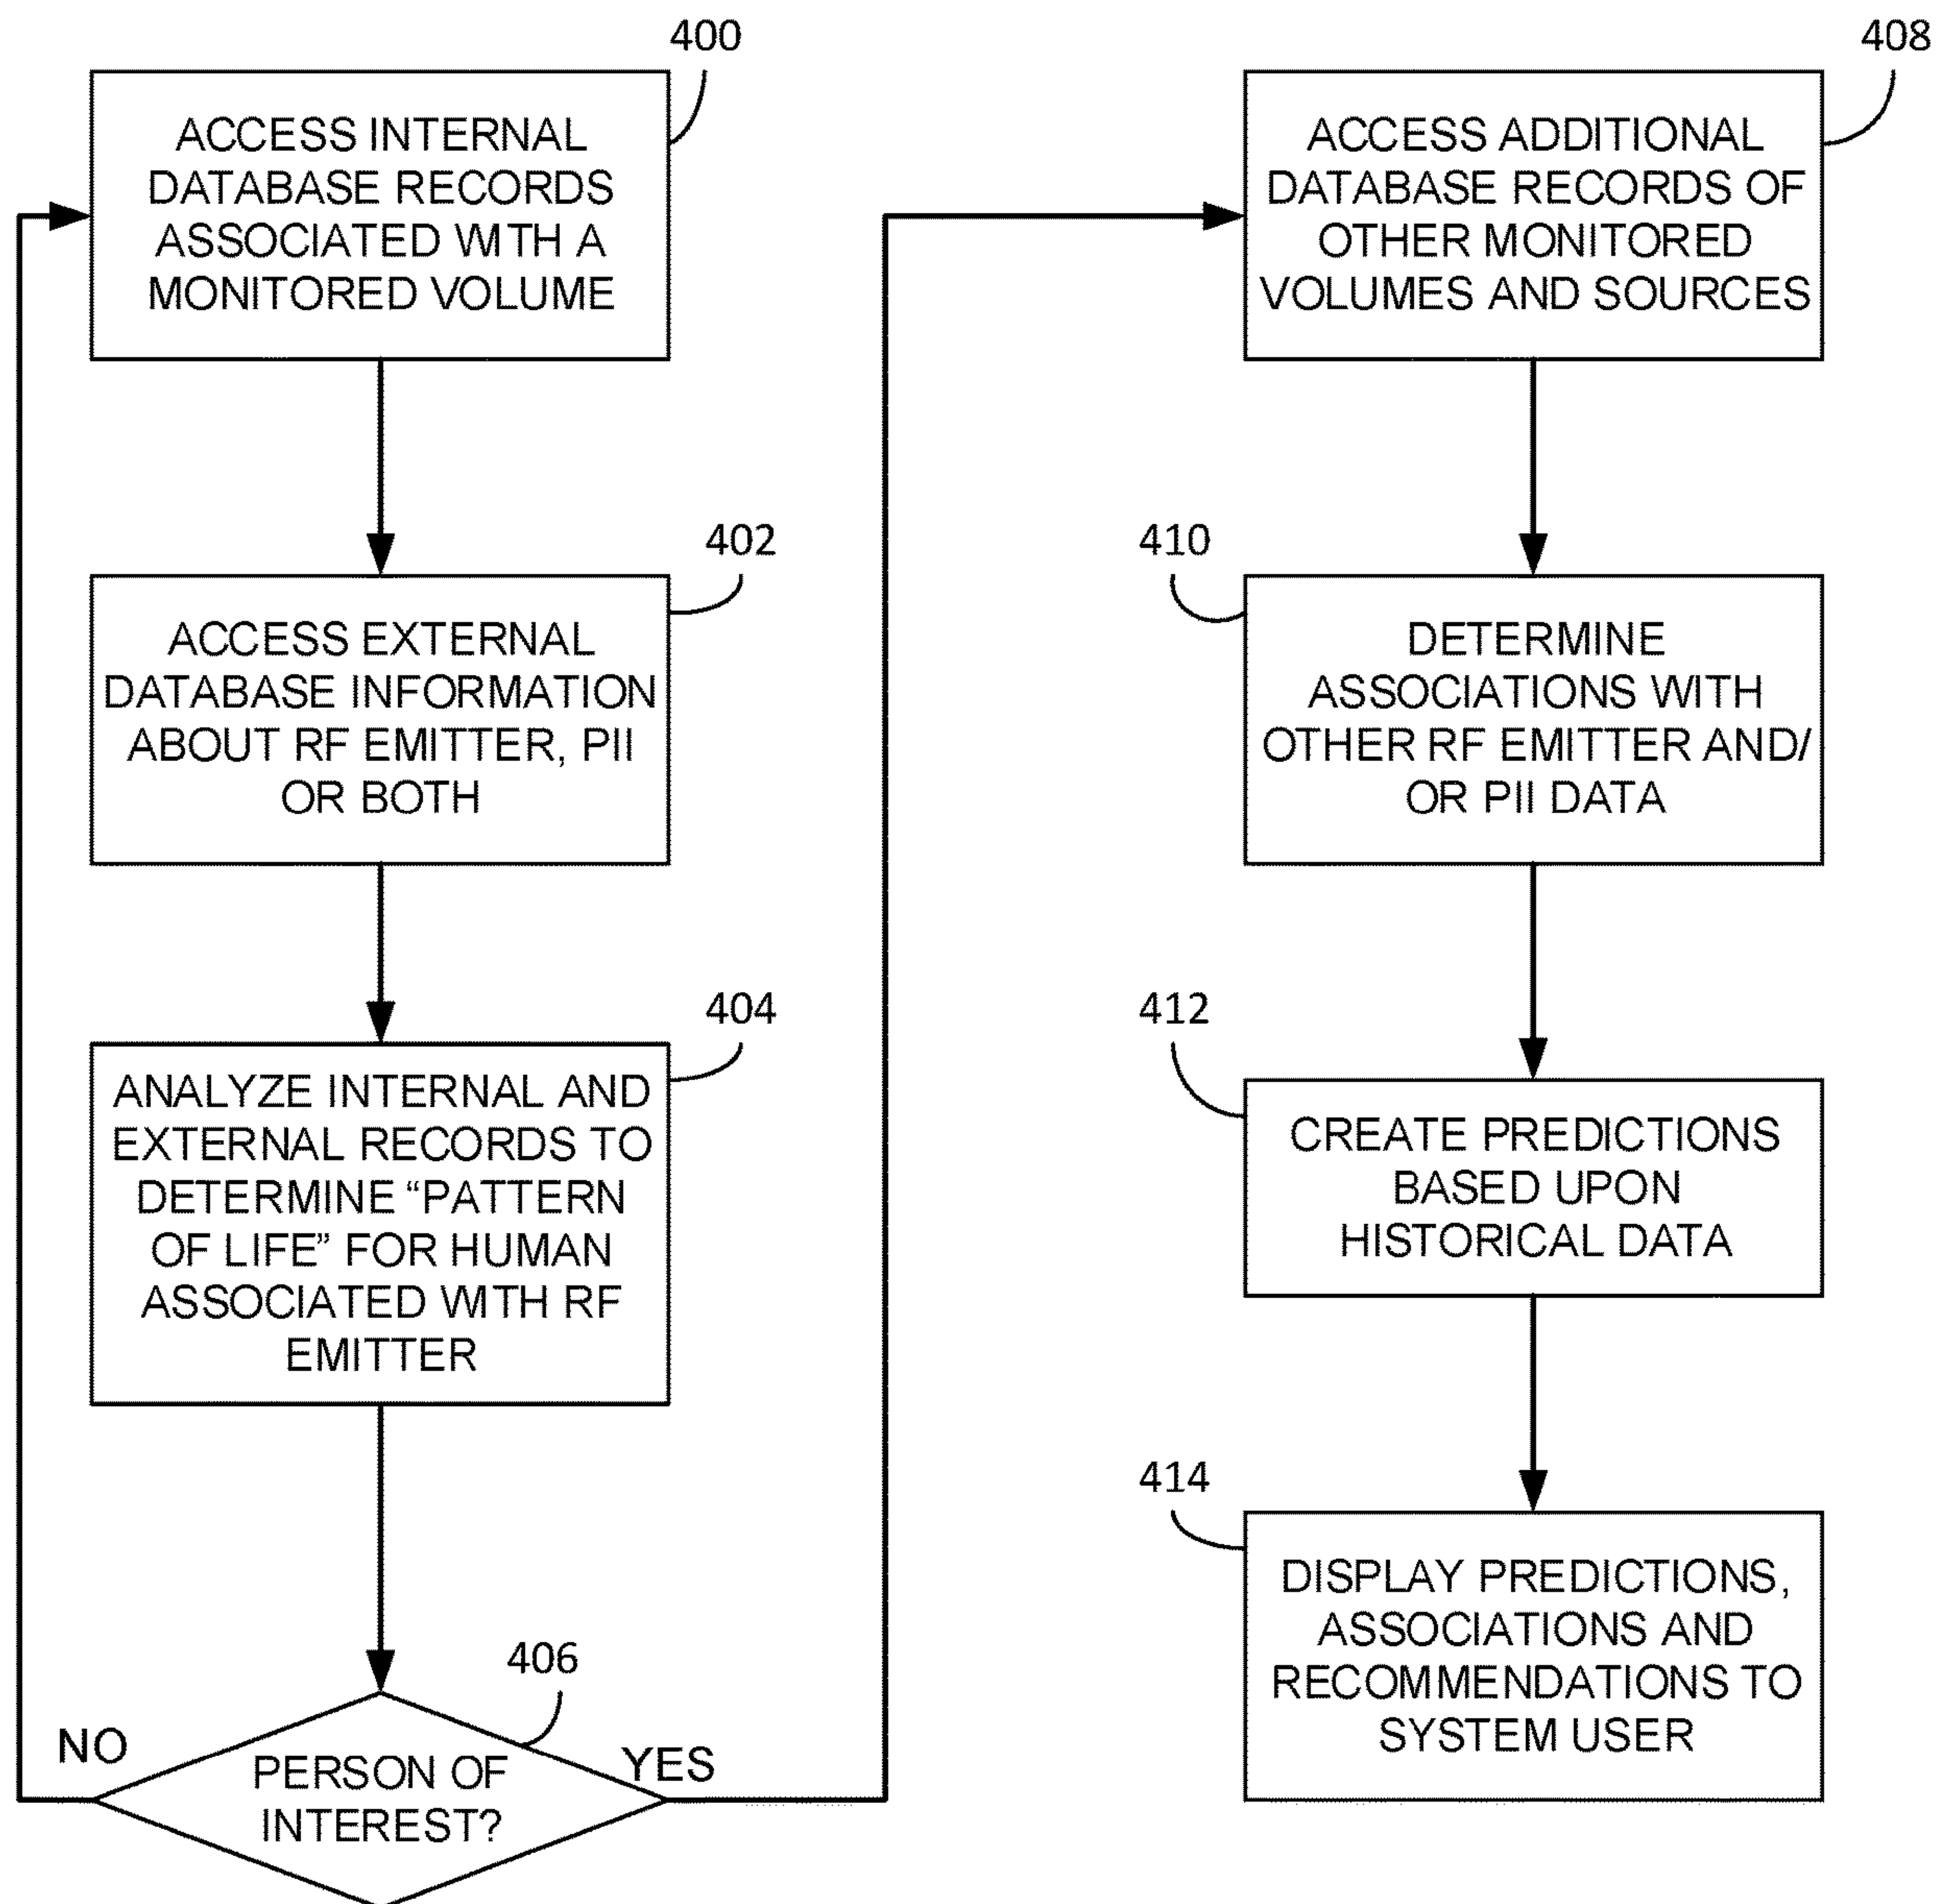 400
ACCESS INTERNAL
DATABASE RECORDS
ASSOCIATED WITH A
MONITORED VOLUME
402
ACCESS EXTERNAL
DATABASE INFORMATION
ABOUT RF EMITTER, PII
OR BOTH
404
ANALYZE INTERNAL AND
EXTERNAL RECORDS TO
DETERMINE “PATTERN
OF LIFE” FOR HUMAN
ASSOCIATED WITH RF
EMITTER
406
NO
PERSON OF
INTEREST?
YES
408
ACCESS ADDITIONAL
DATABASE RECORDS OF
OTHER MONITORED
VOLUMES AND SOURCES
410
DETERMINE
ASSOCIATIONS WITH
OTHER RF EMITTER AND/
OR PII DATA
412
CREATE PREDICTIONS
BASED UPON
HISTORICAL DATA
414
DISPLAY PREDICTIONS,
ASSOCIATIONS AND
RECOMMENDATIONS TO
SYSTEM USER